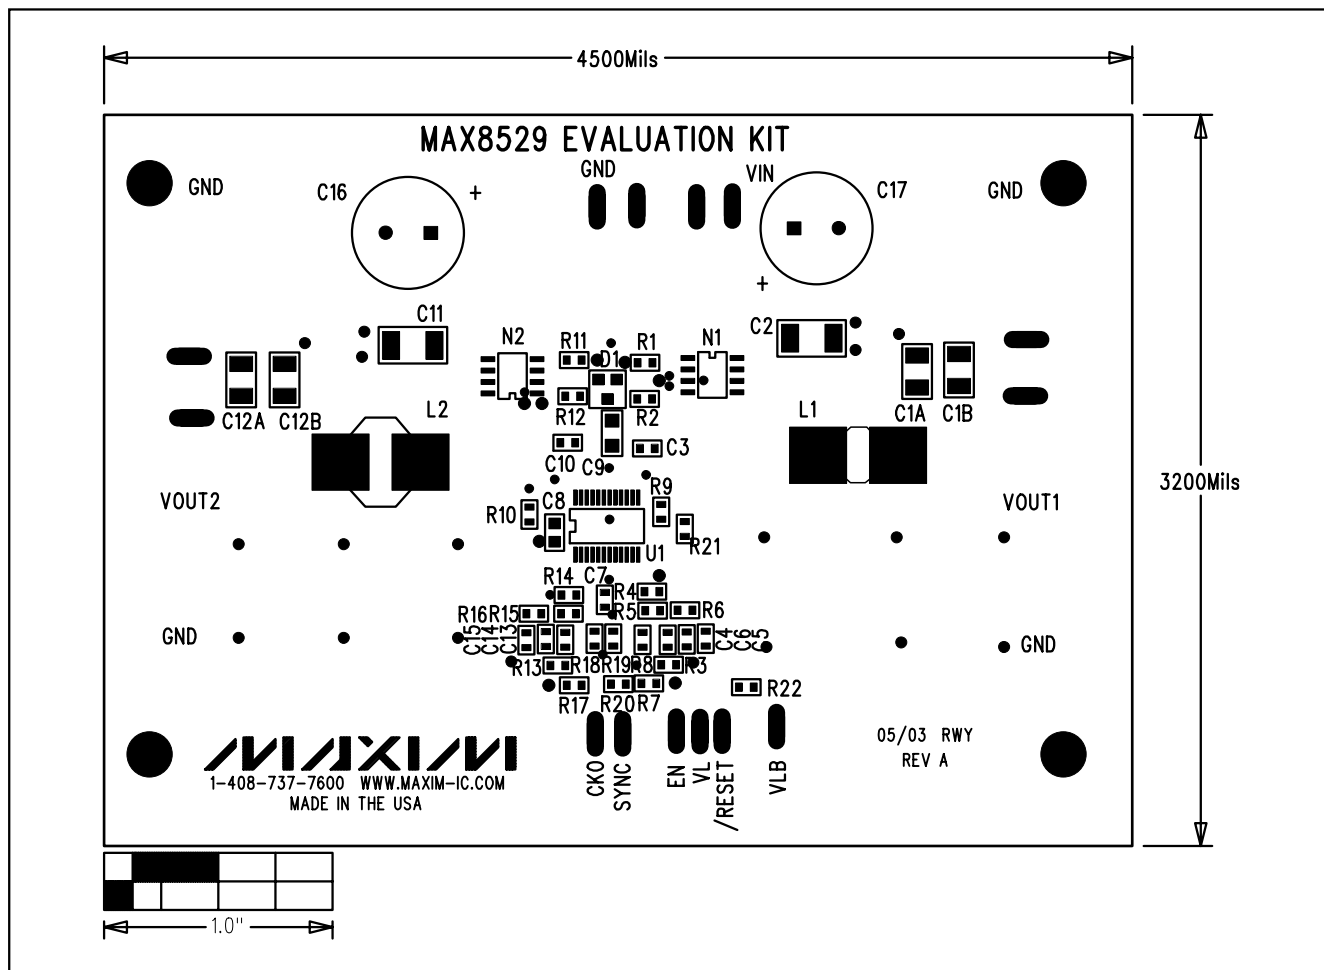 4500Mils
MAX8529 EVALUATION KIT
GND
VIN
GND
C16
+
C17
GND
+
C11
C2
N2
R11
R1
N1
D1
C12A
C12B
L2
R12
R2
L1
C1A
C1B
C10
C9
C3
3200Mils
VOUT2
R10
C8
R9
VOUT1
U1
R21
R14
C7
R4
R16
R15
R5
R6
GND
C15
C14
C13
C4
C6
C5
GND
R13
R18
R19
R8
R3
R17
R20
R7
R22
05/03 RWY
REV A
MAXIM
1-408-737-7600 WWW.MAXIM-IC.COM
MADE IN THE USA
CKO
SYNC
EN
VL
/RESET
VLB
1.0"